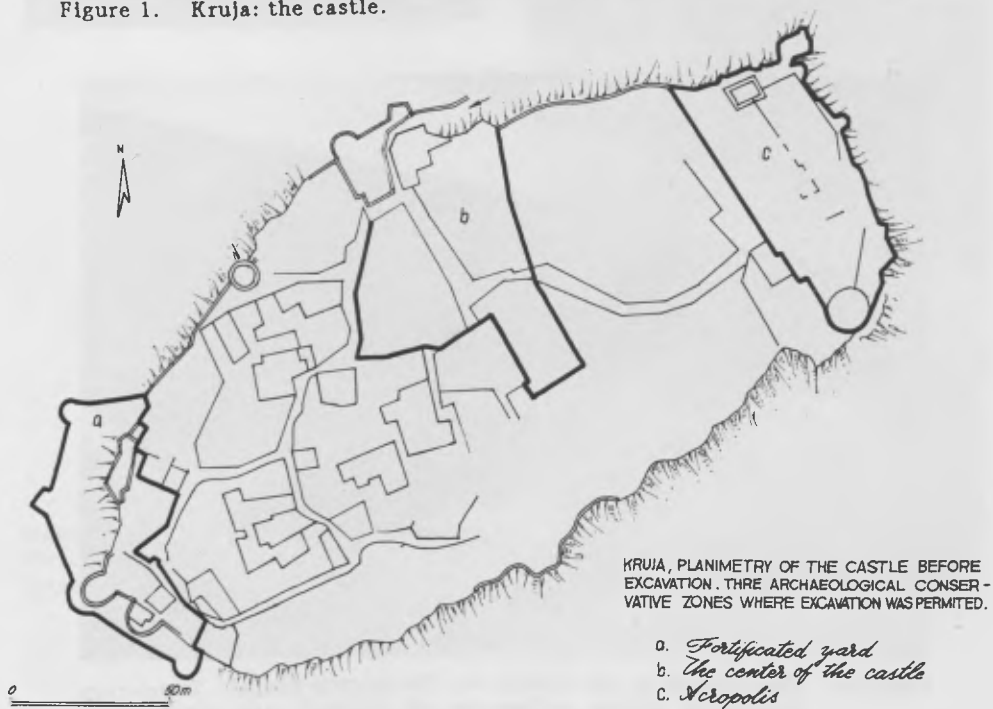 Figure 1. Kruja: the castle.
N
c
b
a
KRUJA, PLANIMETRY OF THE CASTLE BEFORE
EXCAVATION. THRE ARCHAEOLOGICAL CONSER-
VATIVE ZONES WHERE EXCAVATION WAS PERMITED.
a. Fortificated yard
b. The center of the castle
c. Acropolis
0 50m